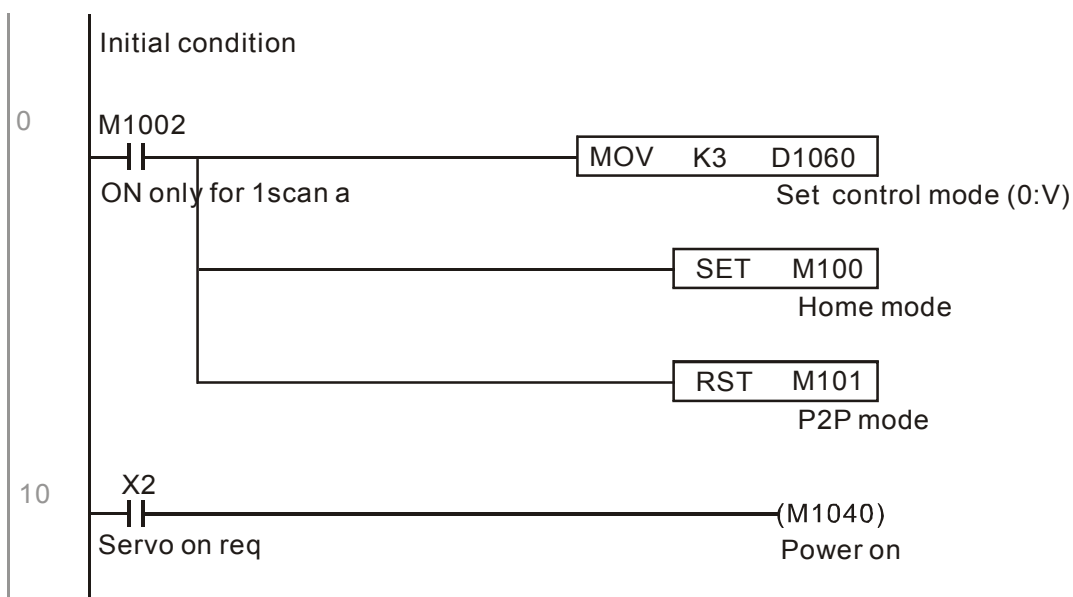 Initial condition
0
M1002
MOV K3 D1060
ON only for 1scan a
Set control mode (0:V)
SET M100
Home mode
RST M101
P2P mode
10
X2
(M1040)
Servo on req
Power on